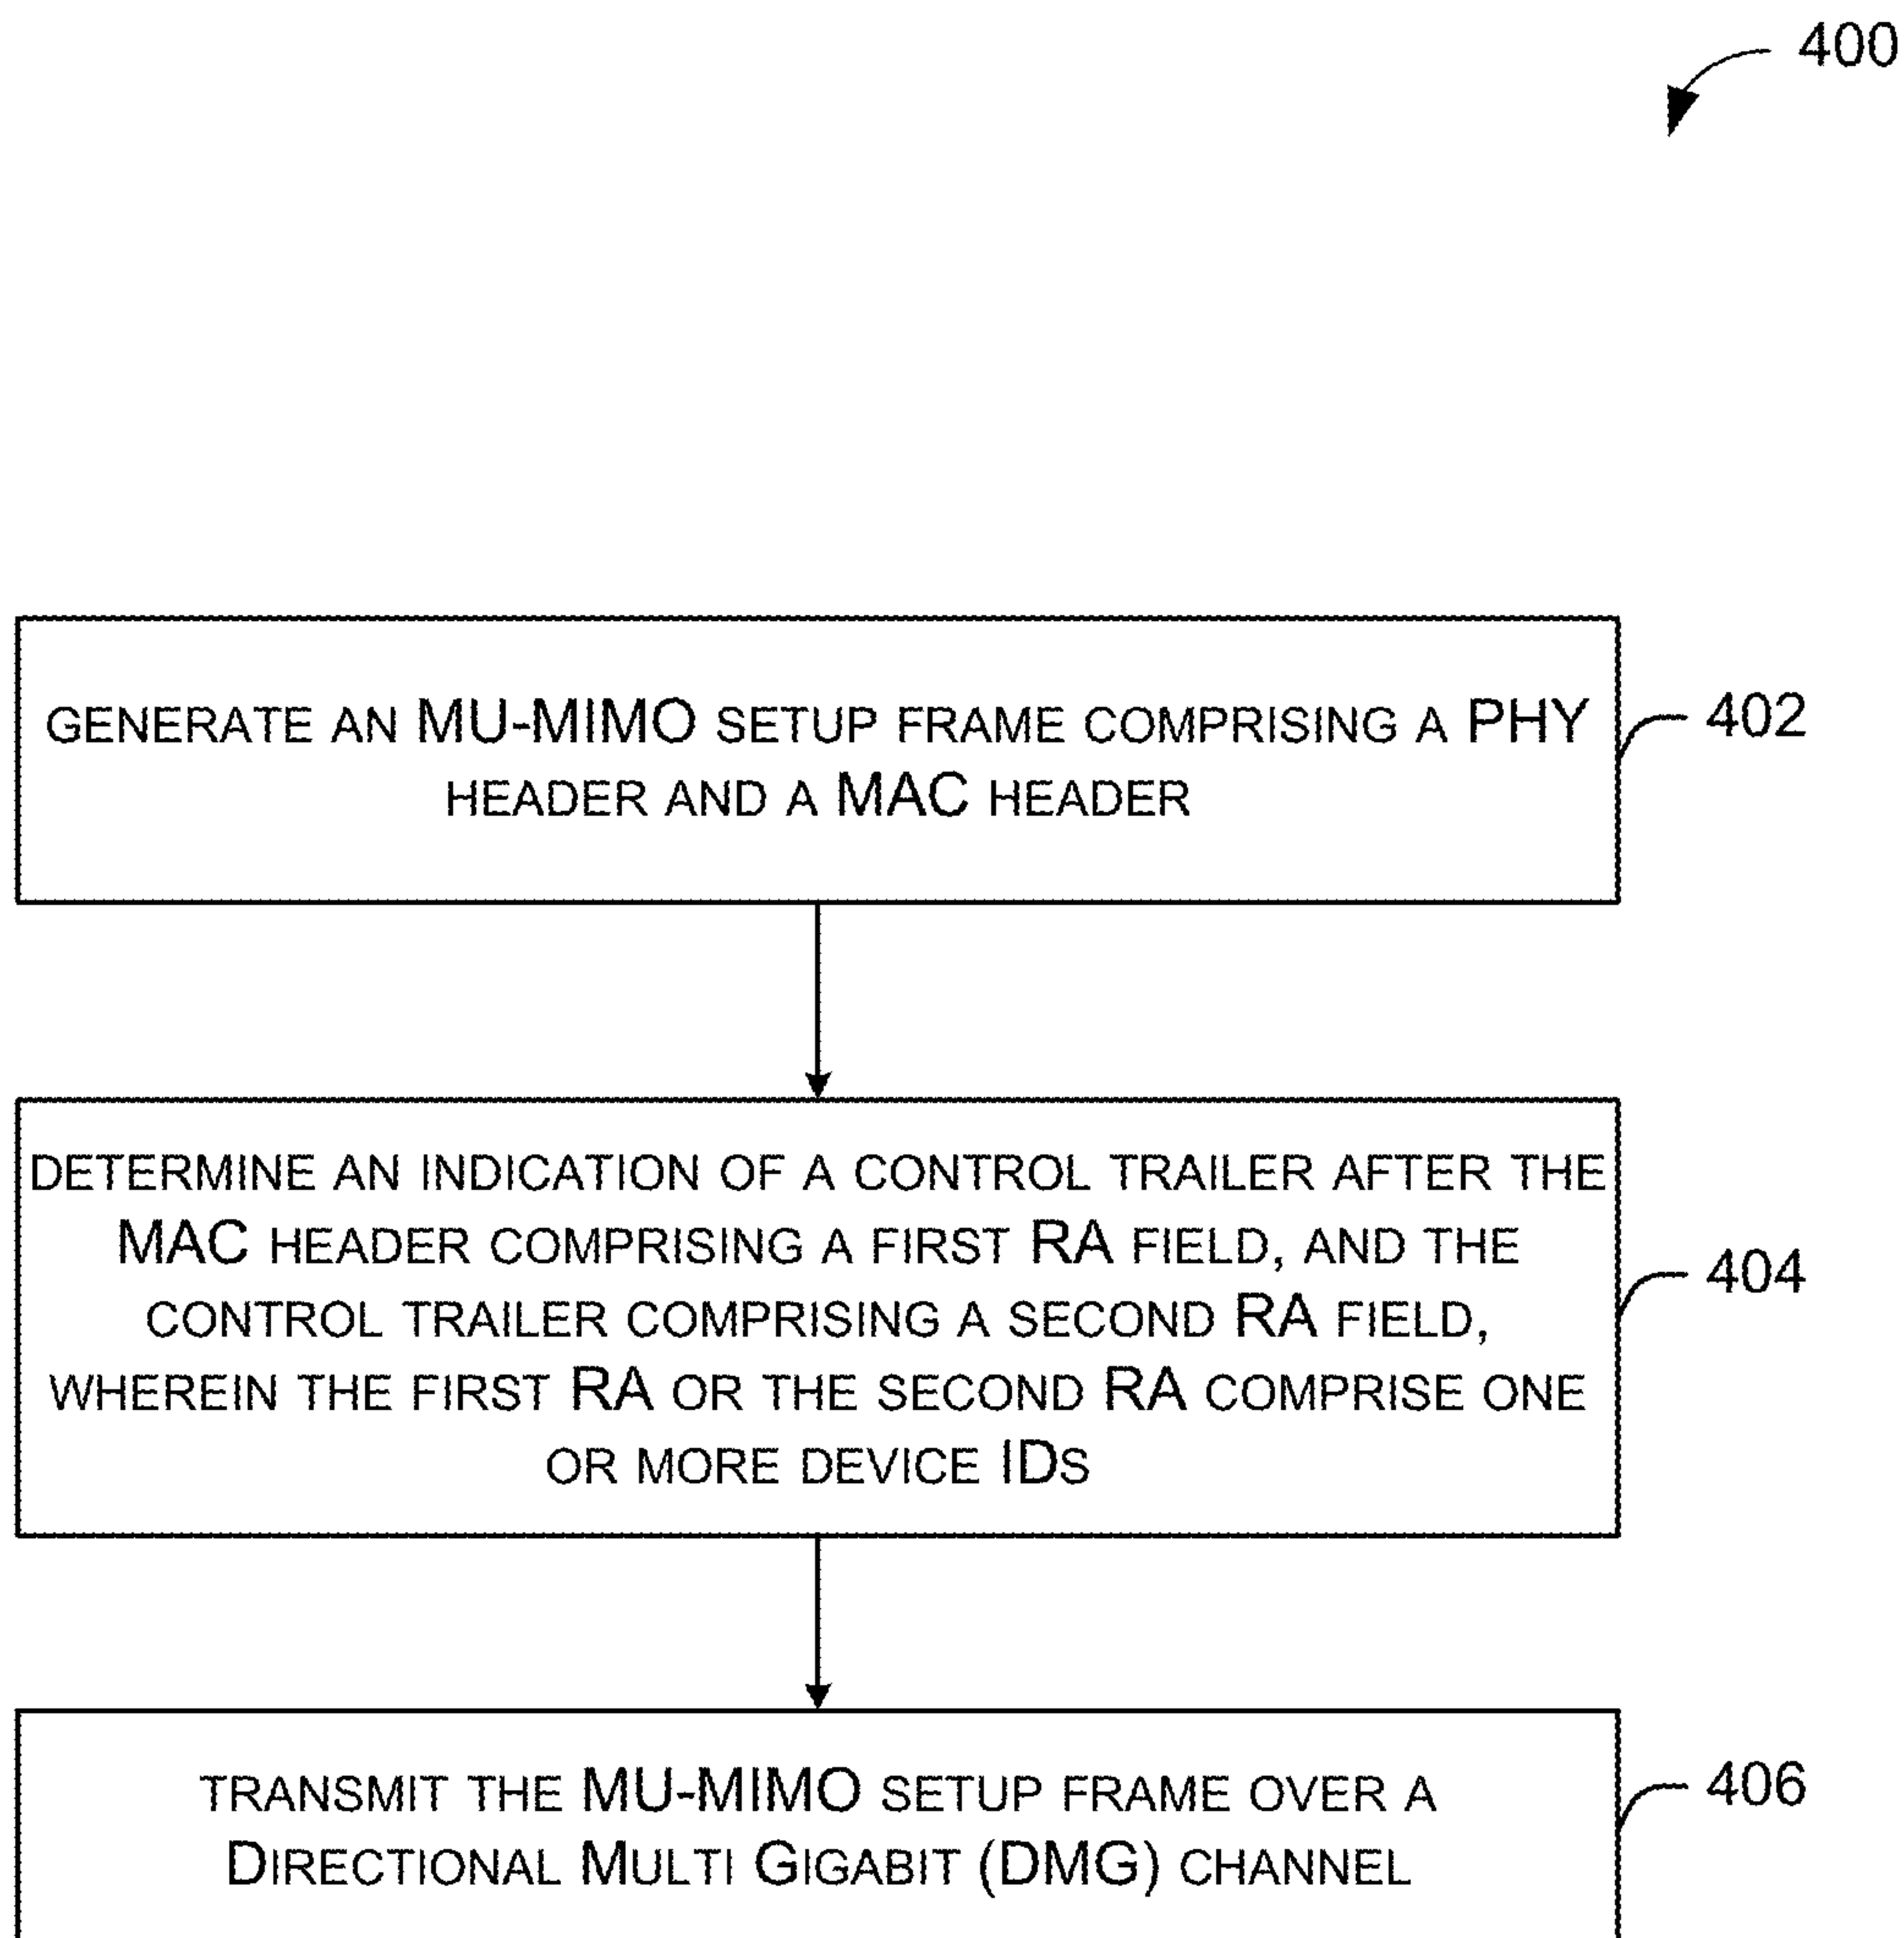 400
GENERATE AN MU-MIMO SETUP FRAME COMPRISING A PHY
HEADER AND A MAC HEADER
402
DETERMINE AN INDICATION OF A CONTROL TRAILER AFTER THE
MAC HEADER COMPRISING A FIRST RA FIELD, AND THE
CONTROL TRAILER COMPRISING A SECOND RA FIELD,
WHEREIN THE FIRST RA OR THE SECOND RA COMPRISE ONE
OR MORE DEVICE IDS
404
TRANSMIT THE MU-MIMO SETUP FRAME OVER A
DIRECTIONAL MULTI GIGABIT (DMG) CHANNEL
406